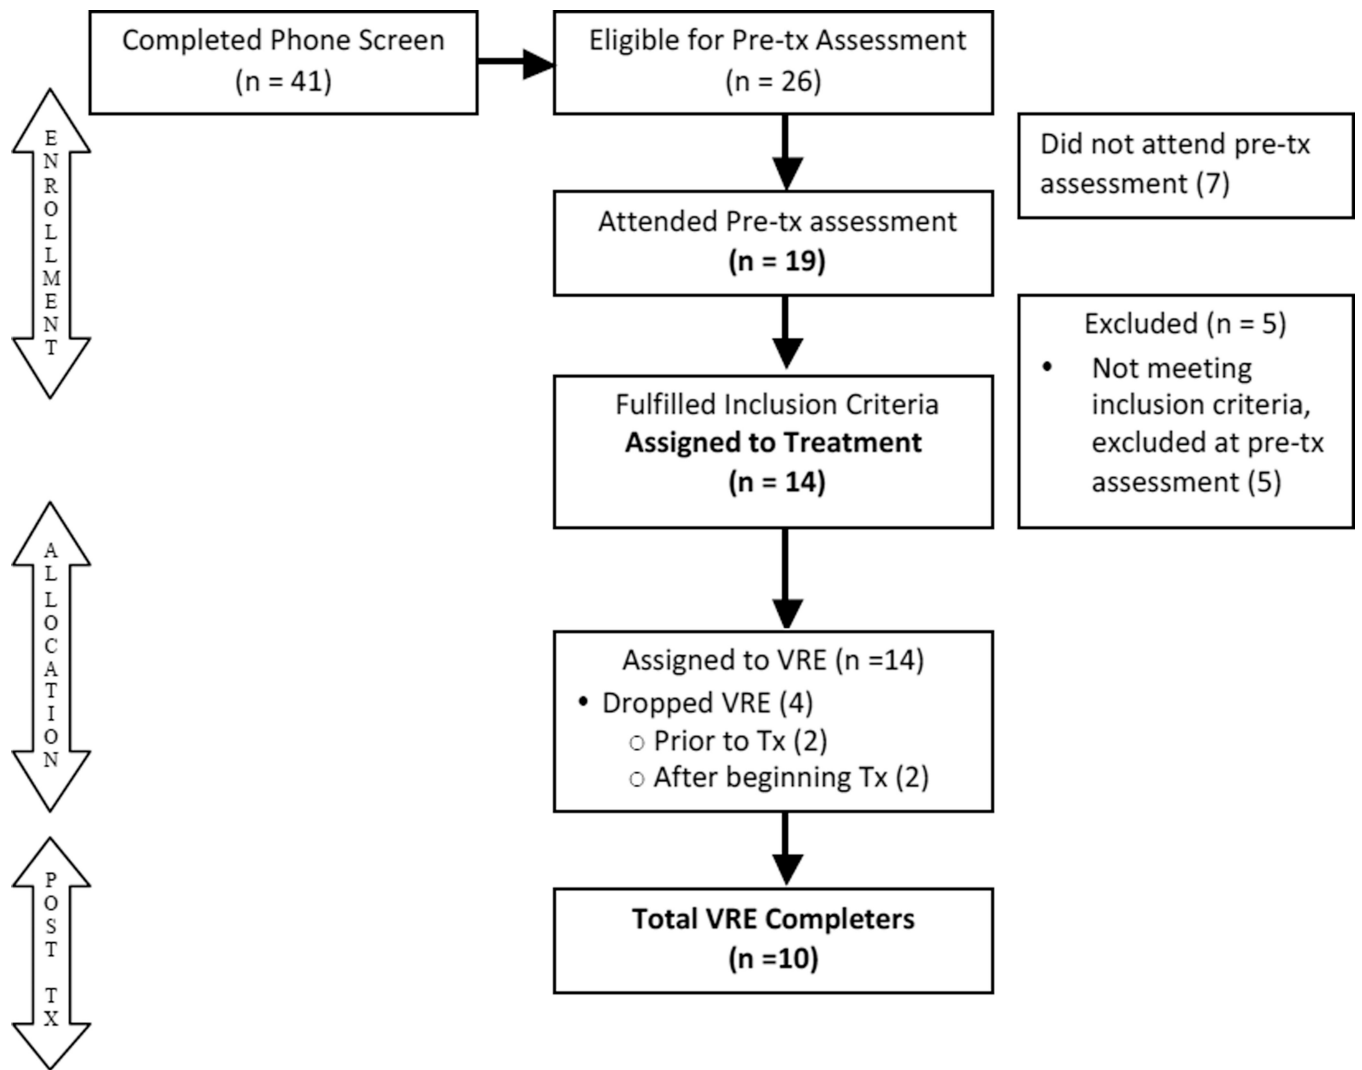 Completed Phone Screen
(n = 41)
Eligible for Pre-tx Assessment
(n = 26)
ENROLLMENT
Did not attend pre-tx
assessment (7)
Attended Pre-tx assessment
(n = 19)
Excluded (n = 5)
• Not meeting
inclusion criteria,
excluded at pre-tx
assessment (5)
Fulfilled Inclusion Criteria
Assigned to Treatment
(n = 14)
ALLOCATION
Assigned to VRE (n =14)
• Dropped VRE (4)
○ Prior to Tx (2)
○ After beginning Tx (2)
POST TX
Total VRE Completers
(n =10)